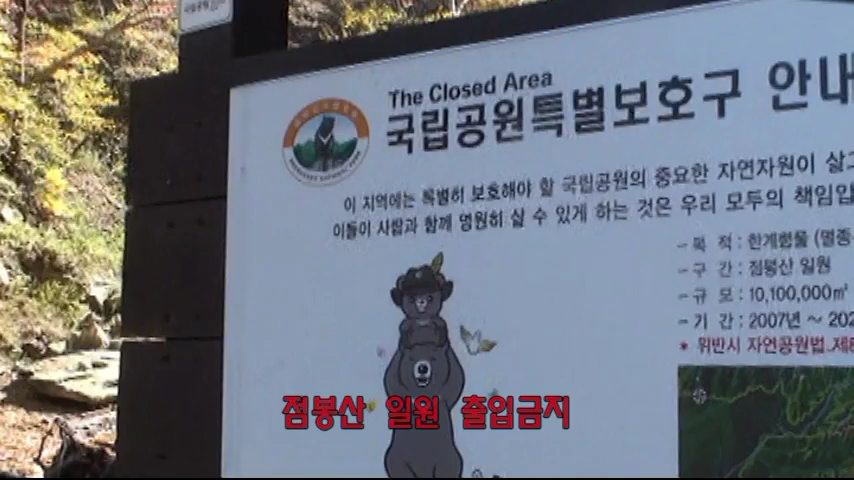 The Closed Area
국립공원특별보호구 안내
이 지역에는 특별히 보호해야 할 국립공원의 중요한 자연자원이 살고
이들이 사람과 함께 영원히 살 수 있게 하는 것은 우리 모두의 책임입
- 목 적 : 한계령풀 (멸종
- 구 간 : 점봉산 일원
- 규 모 : 10,100,000㎡
- 기 간 : 2007년 ~ 202
* 위반시 자연공원법 제8
점봉산 일원 출입금지